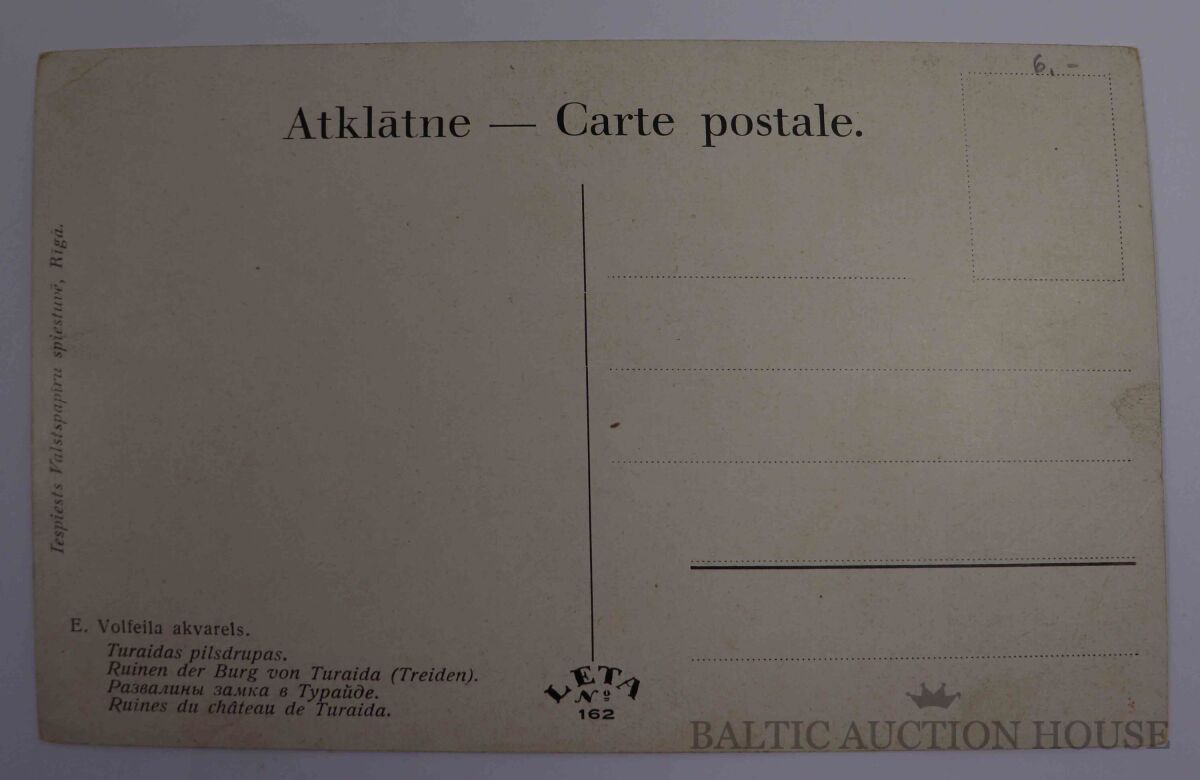 6,-
Atklātne — Carte postale.
Iespiests Valstspapīru spiestuvē, Rīgā.
E. Volfeila akvarels.
Turaidas pilsdrupas.
Ruinen der Burg von Turaida (Treiden).
Развалины замка в Турайде.
Ruines du château de Turaida.
LETA
Nº
162
BALTIC AUCTION HOUSE